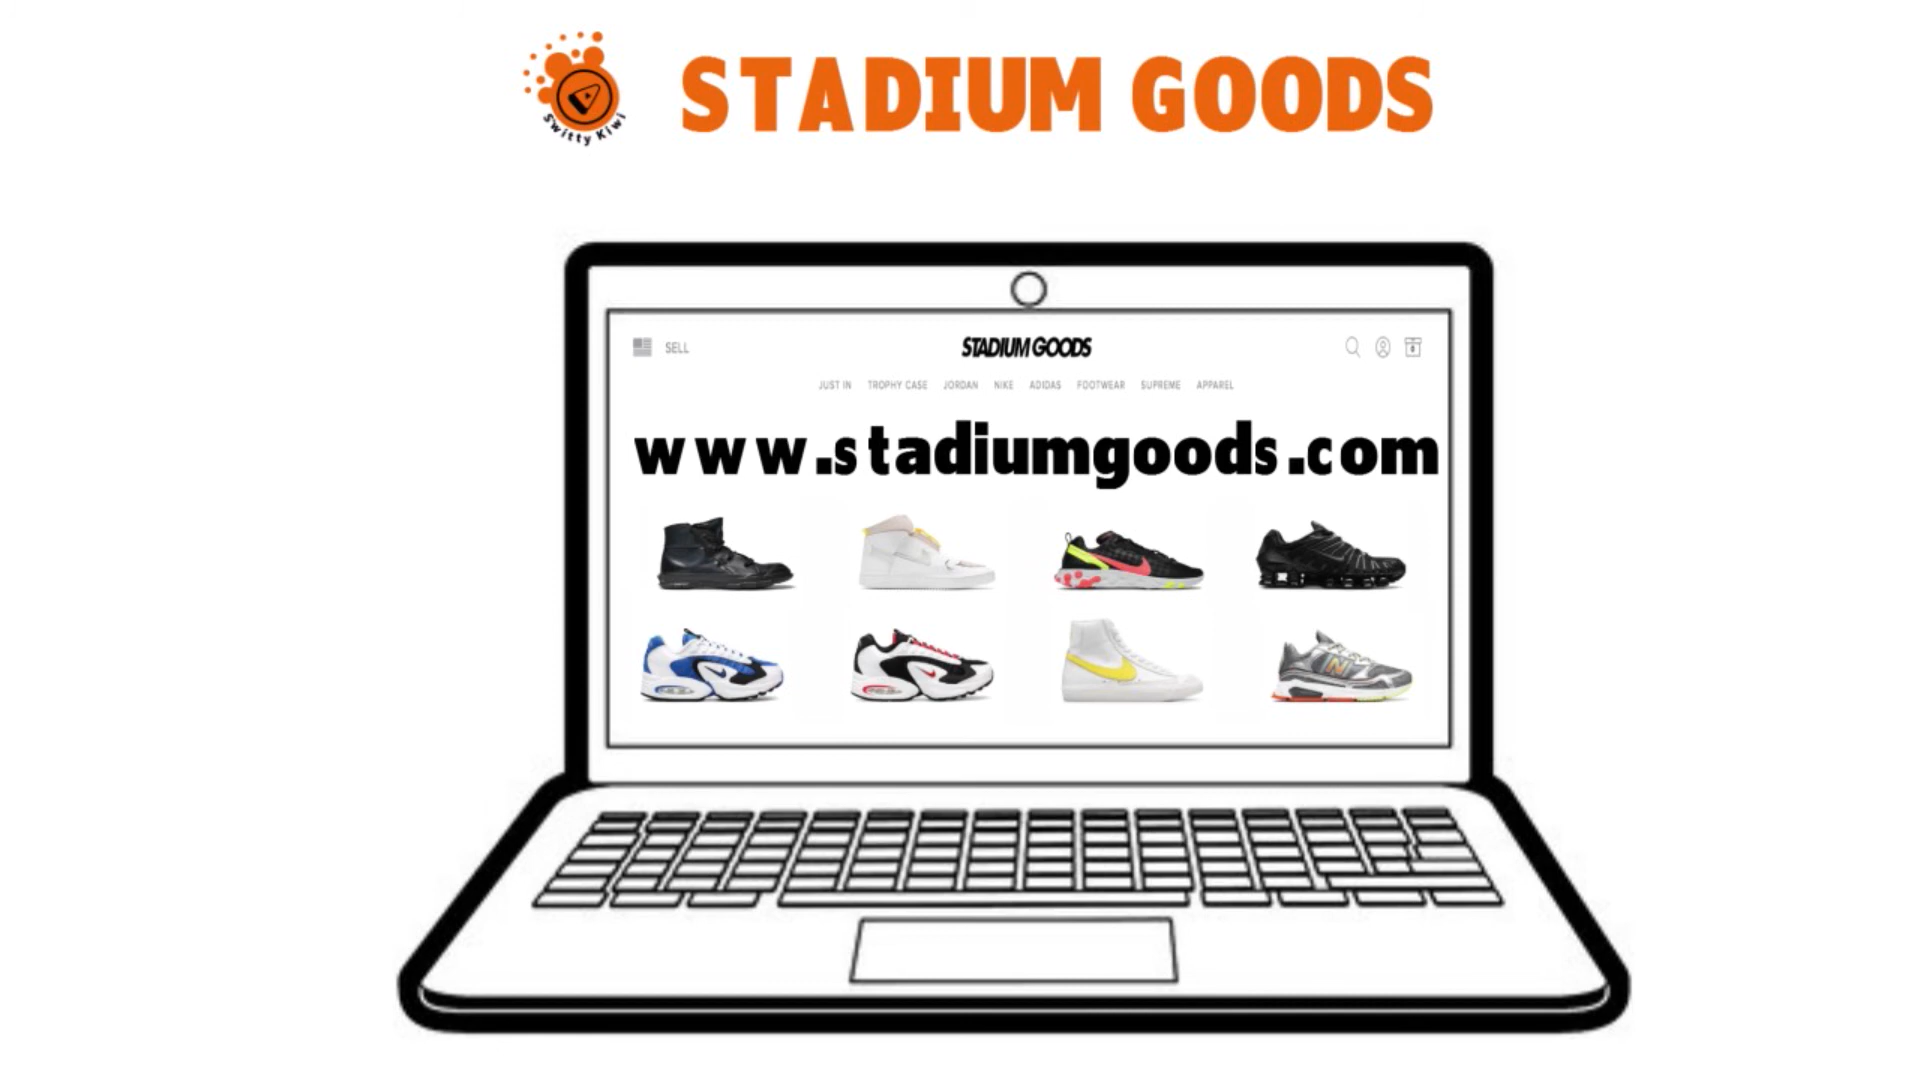 Switty Kiwi
STADIUM GOODS
SELL
STADIUM GOODS
0
JUST IN TROPHY CASE JORDAN NIKE ADIDAS FOOTWEAR SUPREME APPAREL
www.stadiumgoods.com
N